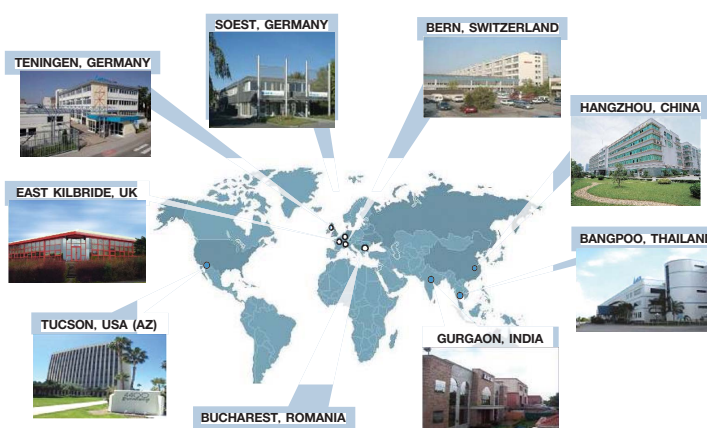 SOEST, GERMANY
BERN, SWITZERLAND
TENINGEN, GERMANY
HANGZHOU, CHINA
EAST KILBRIDE, UK
BANGPOO, THAILAN
TUCSON, USA (AZ)
GURGAON, INDIA
4400
BUCHAREST, ROMANIA